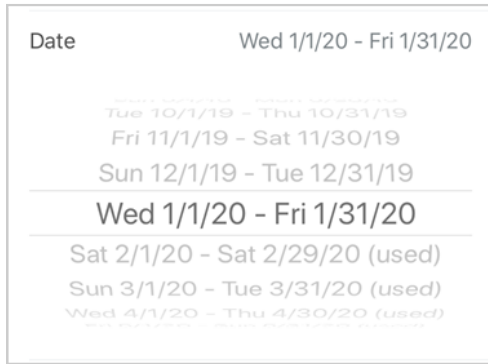 Date Wed 1/1/20 - Fri 1/31/20
Tue 10/1/19 - Thu 10/31/19
Fri 11/1/19 - Sat 11/30/19
Sun 12/1/19 - Tue 12/31/19
Wed 1/1/20 - Fri 1/31/20
Sat 2/1/20 - Sat 2/29/20 (used)
Sun 3/1/20 - Tue 3/31/20 (used)
Wed 4/1/20 - Thu 4/30/20 (used)